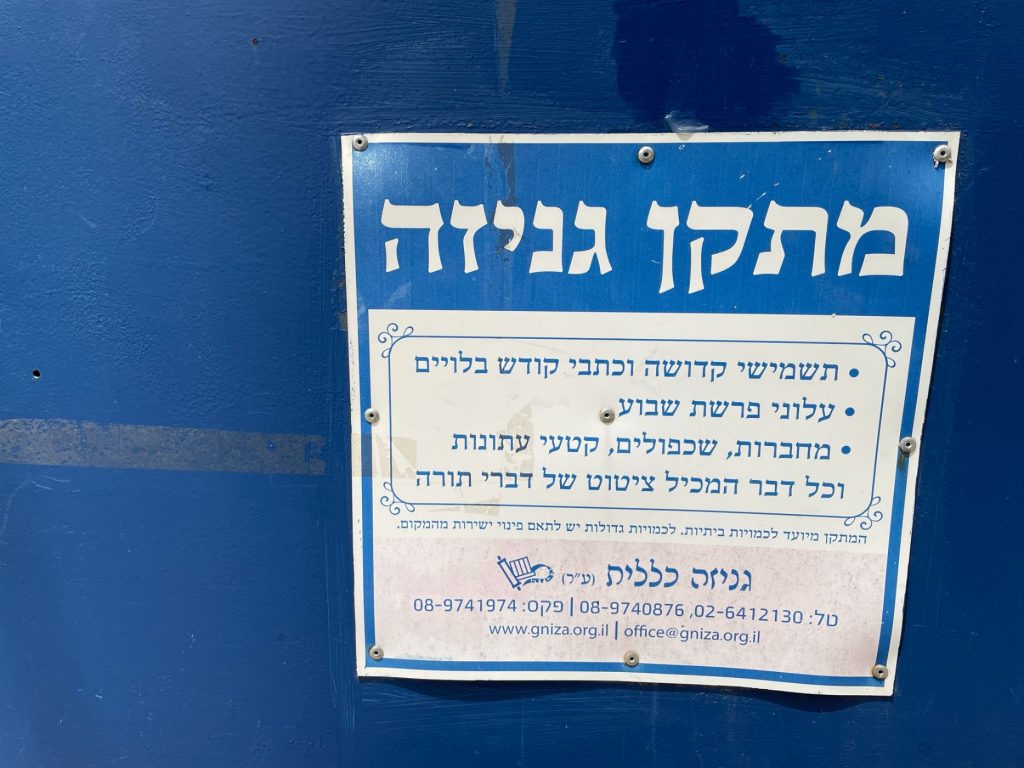 מתקן גניזה
• תשמישי קדושה וכתבי קודש בלויים
• עלוני פרשת שבוע
• מחברות, שכפולים, קטעי עתונות
וכל דבר המכיל ציטוט של דברי תורה
המתקן מיועד לכמויות ביתיות. לכמויות גדולות יש לתאם פינוי ישירות מהמקום.
גניזה כללית (ע"ר)
טל: 02-6412130, 08-9740876 | פקס: 08-9741974
www.gniza.org.il | office@gniza.org.il